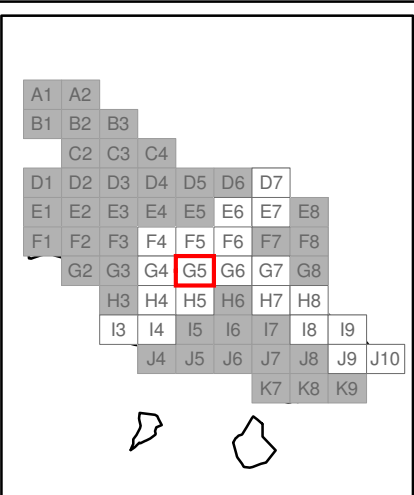 A1 A2
B1 B2 B3
C2 C3 C4
D1 D2 D3 D4 D5 D6 D7
E1 E2 E3 E4 E5 E6 E7 E8
F1 F2 F3 F4 F5 F6 F7 F8
G2 G3 G4 G5 G6 G7 G8
H3 H4 H5 H6 H7 H8
I3 I4 I5 I6 I7 I8 I9
J4 J5 J6 J7 J8 J9 J10
K7 K8 K9